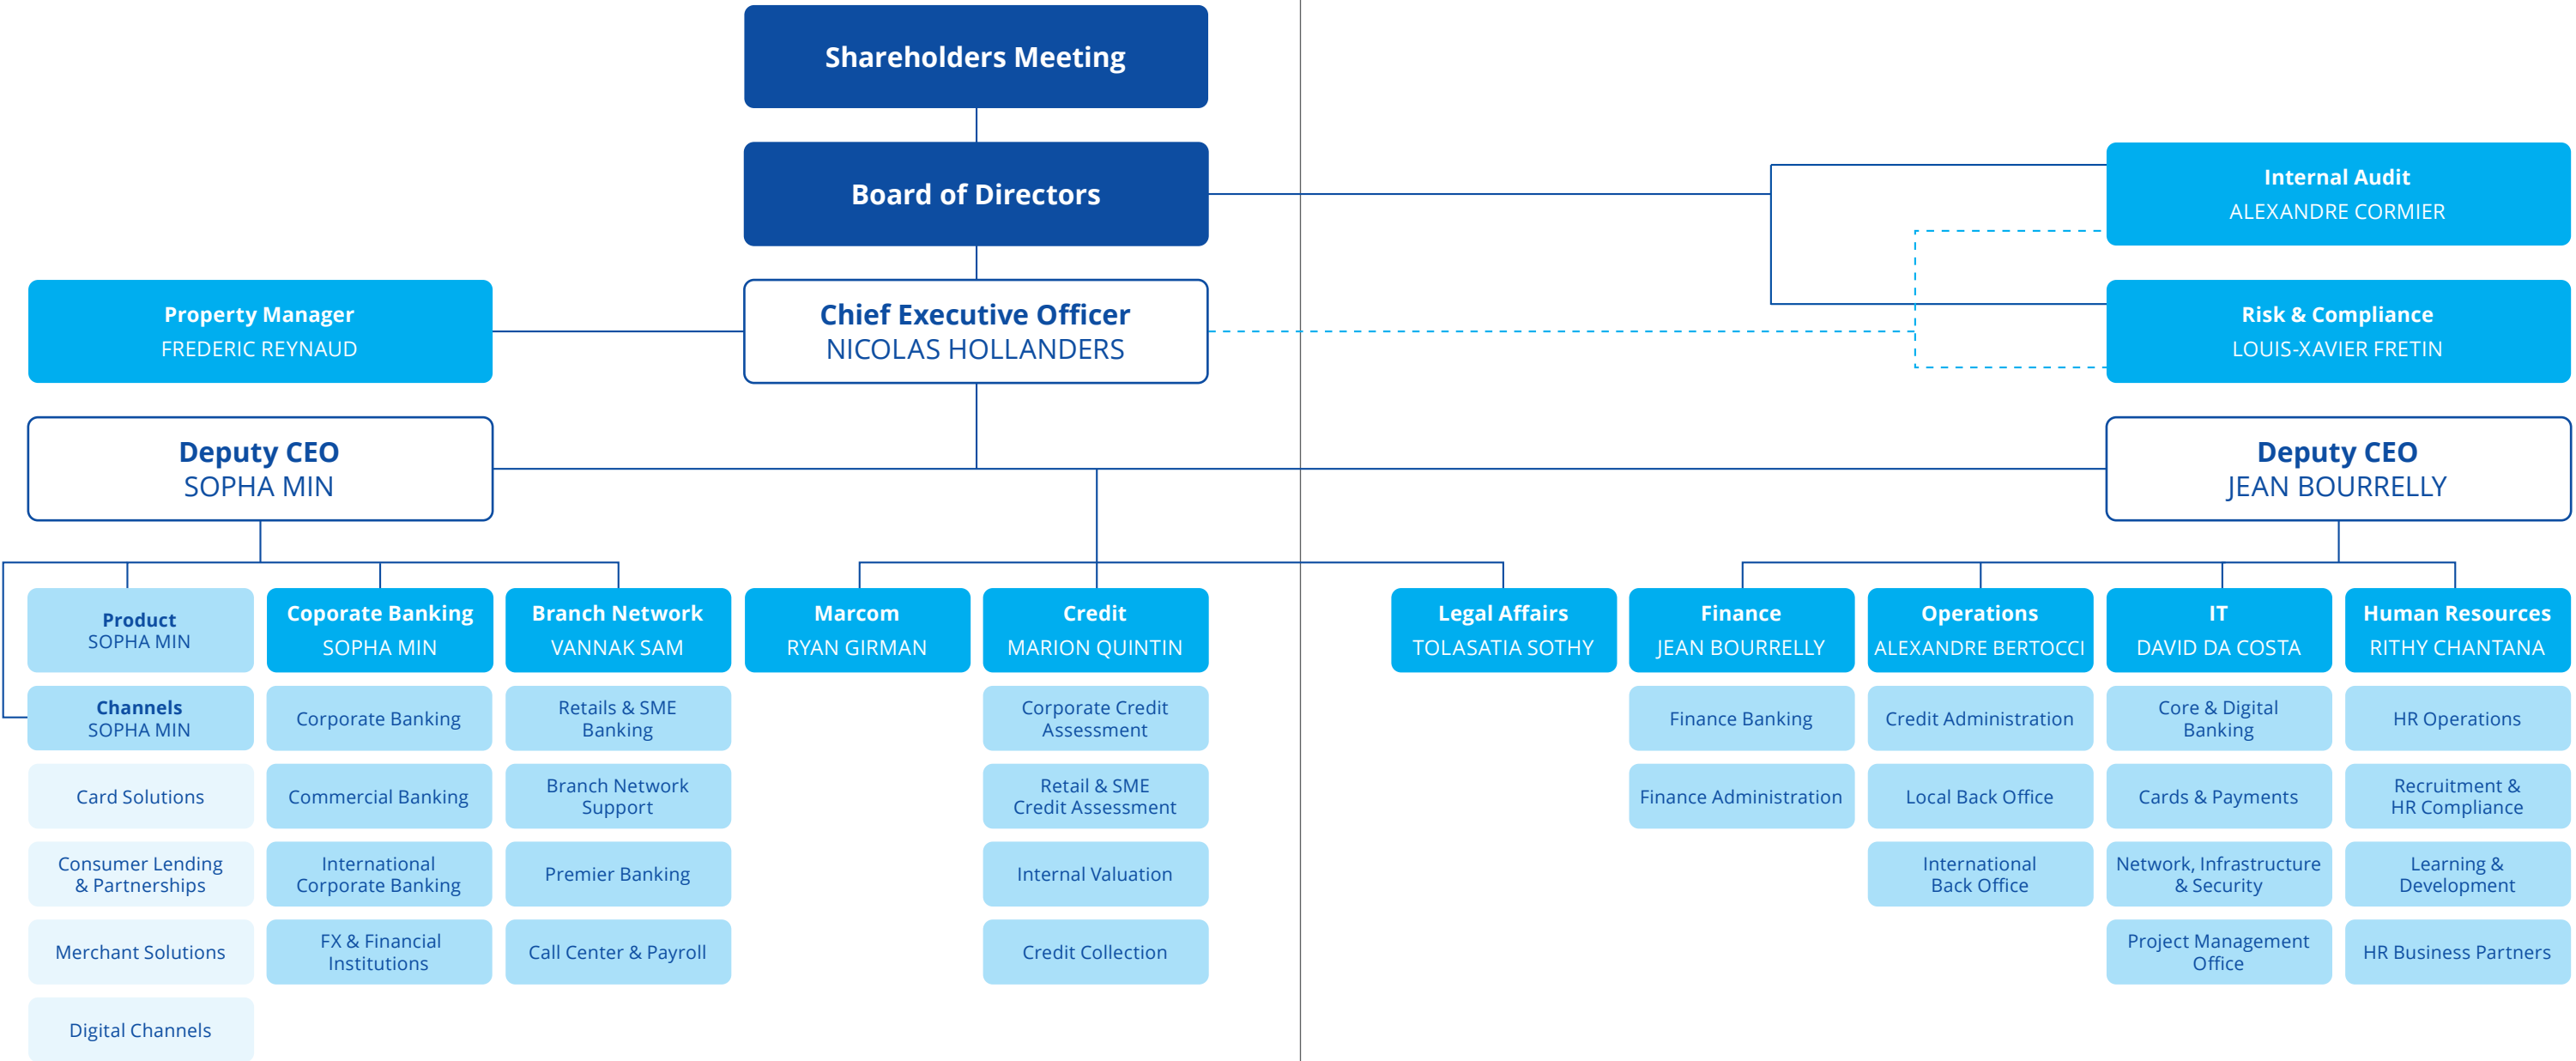 Shareholders Meeting
Board of Directors
Internal Audit
ALEXANDRE CORMIER
Property Manager
FREDERIC REYNAUD
Chief Executive Officer
NICOLAS HOLLANDERS
Risk & Compliance
LOUIS-XAVIER FRETIN
Deputy CEO
SOPHA MIN
Deputy CEO
JEAN BOURRELLY
Product
SOPHA MIN
Channels
SOPHA MIN
Card Solutions
Consumer Lending
& Partnerships
Merchant Solutions
Digital Channels
Coporate Banking
SOPHA MIN
Corporate Banking
Commercial Banking
International
Corporate Banking
FX & Financial
Institutions
Branch Network
VANNAK SAM
Retails & SME
Banking
Branch Network
Support
Premier Banking
Call Center & Payroll
Marcom
RYAN GIRMAN
Credit
MARION QUINTIN
Corporate Credit
Assessment
Retail & SME
Credit Assessment
Internal Valuation
Credit Collection
Legal Affairs
TOLASATIA SOTHY
Finance
JEAN BOURRELLY
Finance Banking
Finance Administration
Operations
ALEXANDRE BERTOCCI
Credit Administration
Local Back Office
International
Back Office
IT
DAVID DA COSTA
Core & Digital
Banking
Cards & Payments
Network, Infrastructure
& Security
Project Management
Office
Human Resources
RITHY CHANTANA
HR Operations
Recruitment &
HR Compliance
Learning &
Development
HR Business Partners